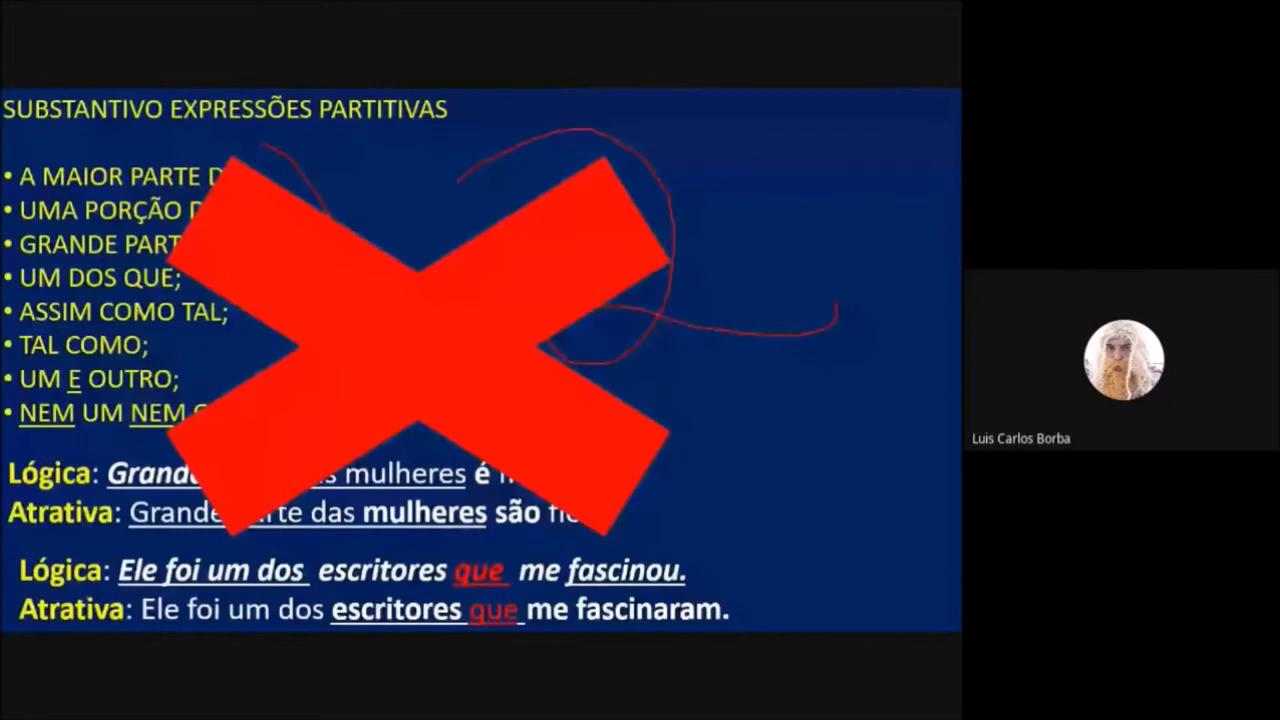 SUBSTANTIVO EXPRESSÕES PARTITIVAS
• A MAIOR PARTE
• UMA PORÇÃO
• GRANDE PART
• UM DOS QUE;
• ASSIM COMO TAL;
• TAL COMO;
• UM E OUTRO;
• NEM UM NEM
Lógica: mulheres é
Atrativa: Grande das mulheres são
Lógica: Ele foi um dos escritores que me fascinou.
Atrativa: Ele foi um dos escritores que me fascinaram.
Luis Carlos Borba